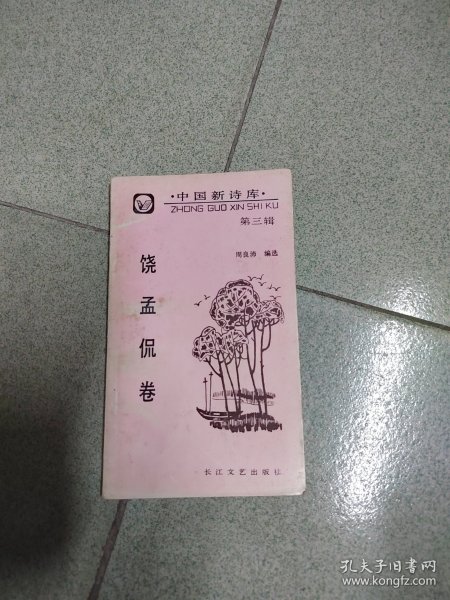 ·中国新诗库·
ZHONG GUO XIN SHI KU
第三辑
周良沛 编选
饶孟侃卷
长江文艺出版社
孔夫子旧书网
www.kongfz.com